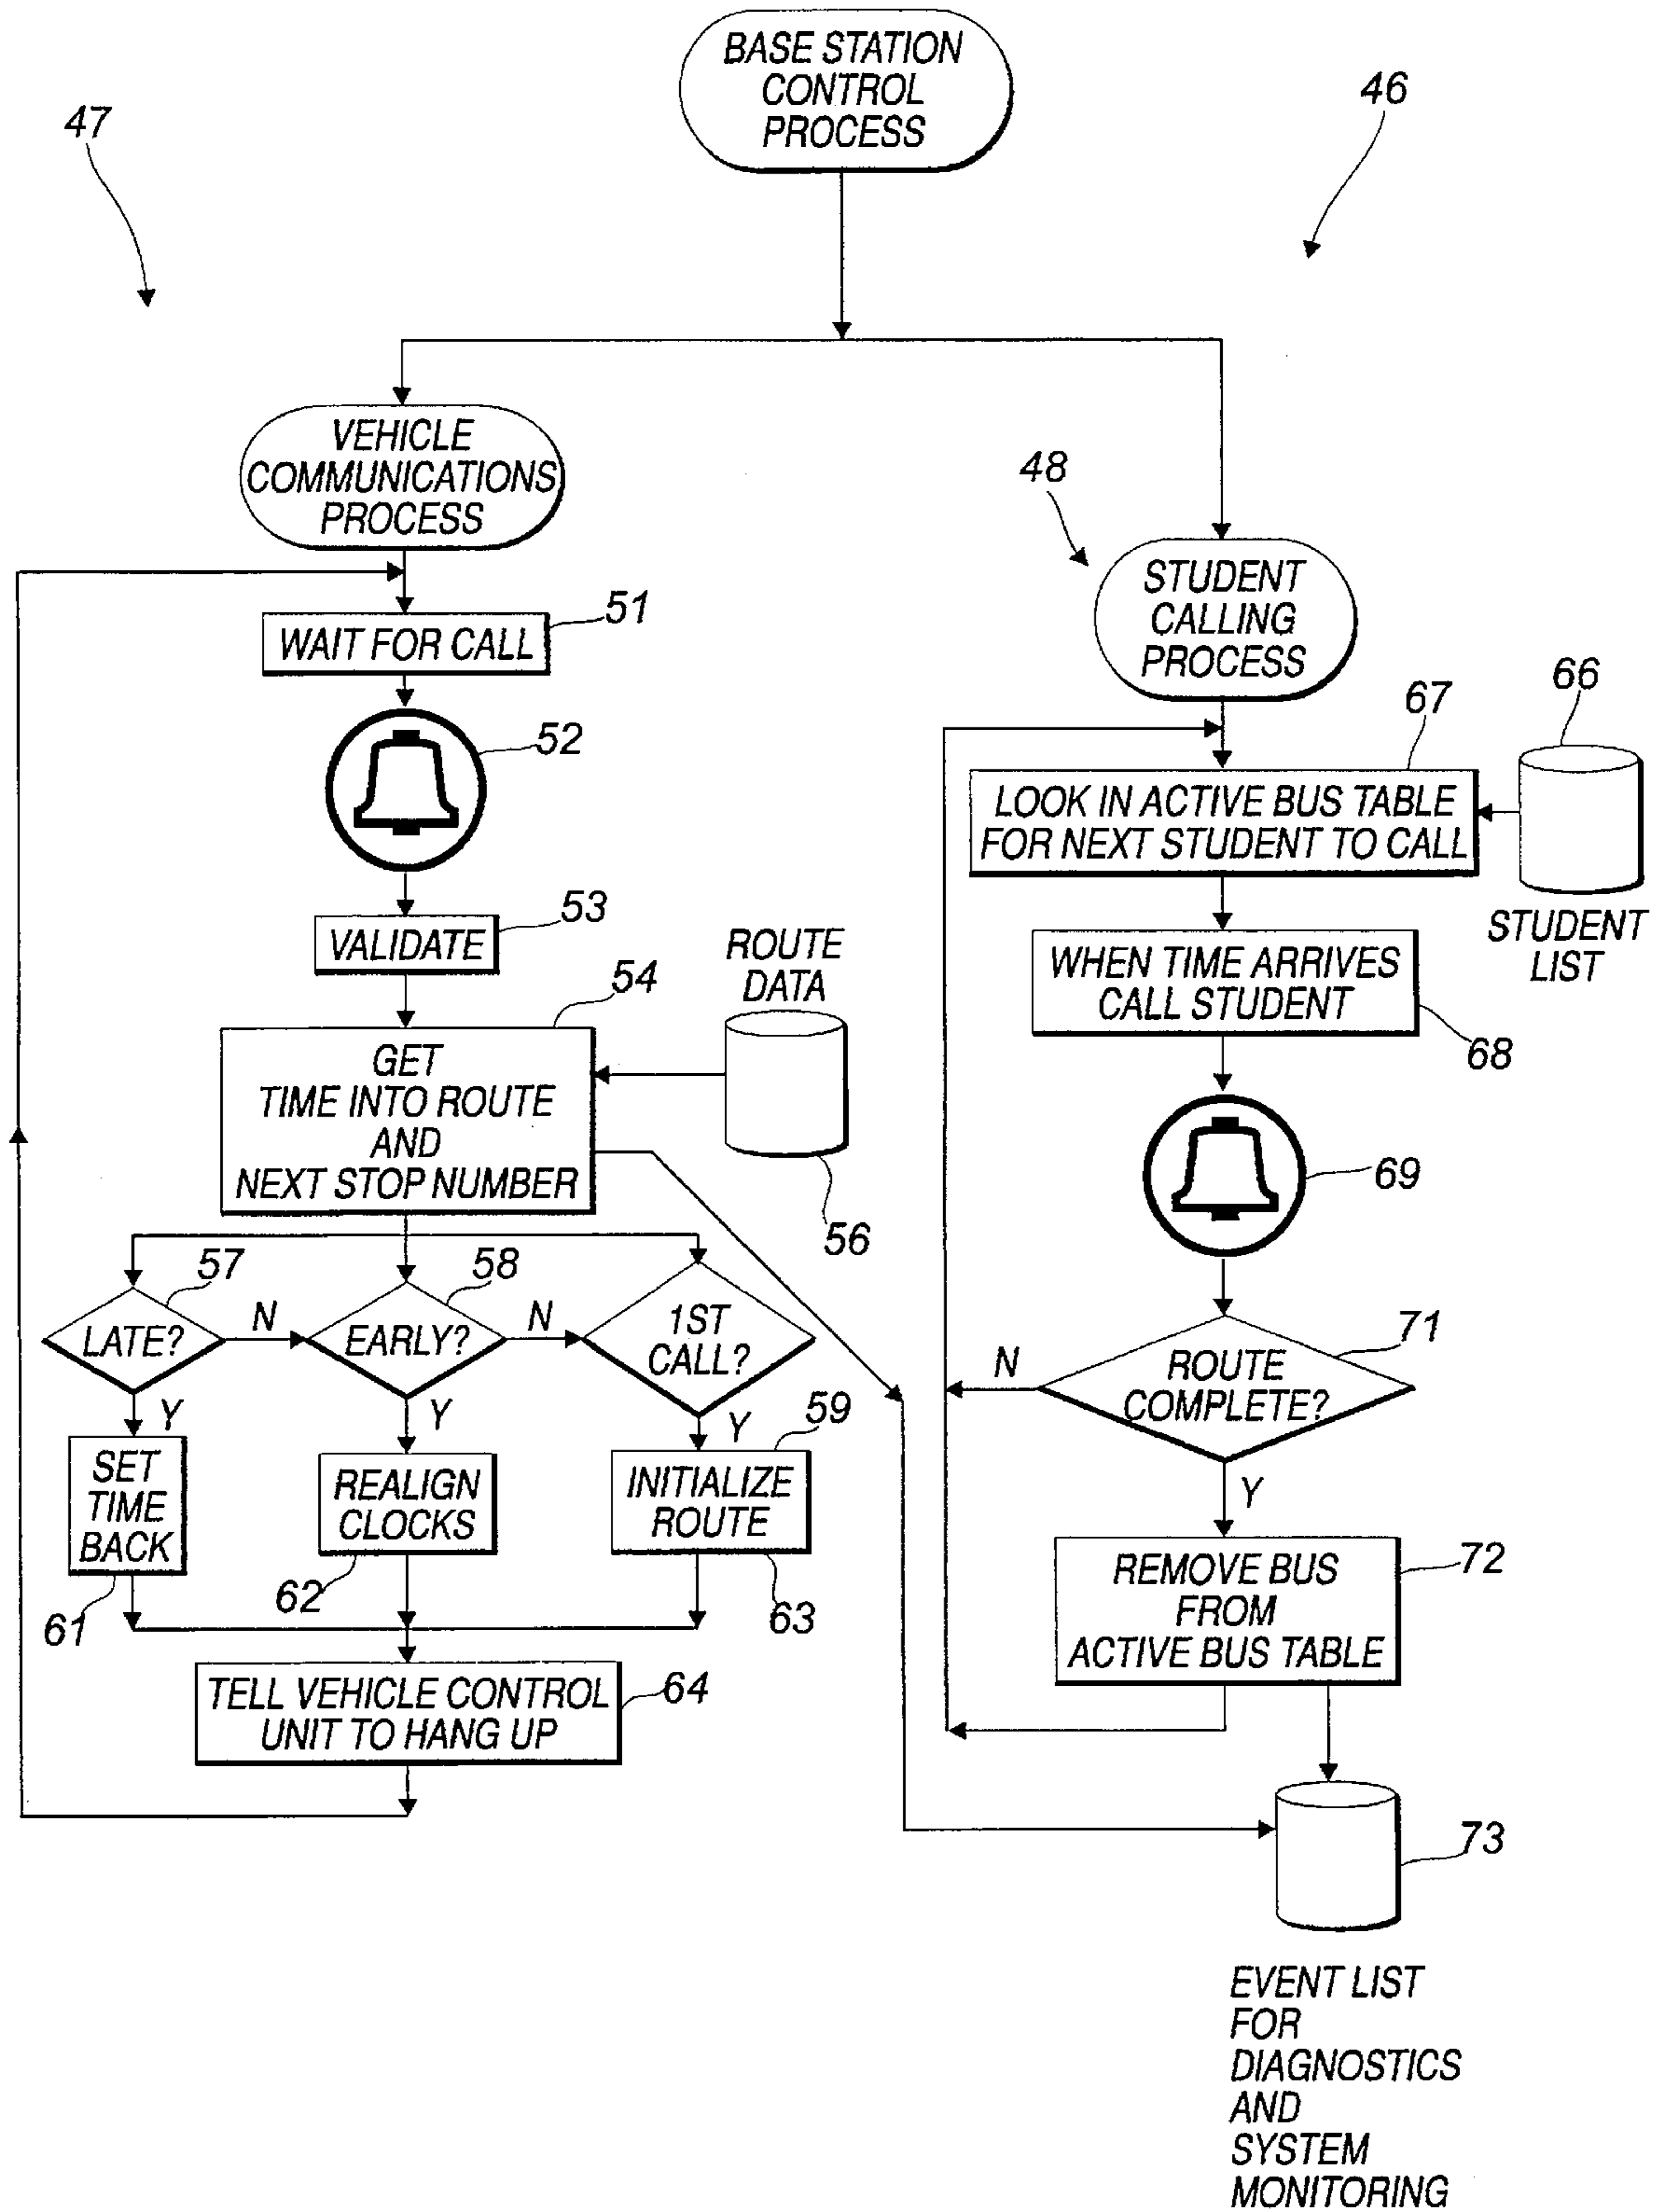 BASE STATION
CONTROL
PROCESS
47
46
VEHICLE
COMMUNICATIONS
PROCESS
48
STUDENT
CALLING
PROCESS
51
WAIT FOR CALL
52
67
66
LOOK IN ACTIVE BUS TABLE
FOR NEXT STUDENT TO CALL
STUDENT
LIST
53
VALIDATE
WHEN TIME ARRIVES
CALL STUDENT
68
54
ROUTE
DATA
GET
TIME INTO ROUTE
AND
NEXT STOP NUMBER
56
69
57
58
LATE?
N
EARLY?
N
1ST
CALL?
71
N
ROUTE
COMPLETE?
Y
Y
Y
59
SET
TIME
BACK
REALIGN
CLOCKS
INITIALIZE
ROUTE
Y
61
62
63
72
REMOVE BUS
FROM
ACTIVE BUS TABLE
TELL VEHICLE CONTROL
UNIT TO HANG UP
64
73
EVENT LIST
FOR
DIAGNOSTICS
AND
SYSTEM
MONITORING